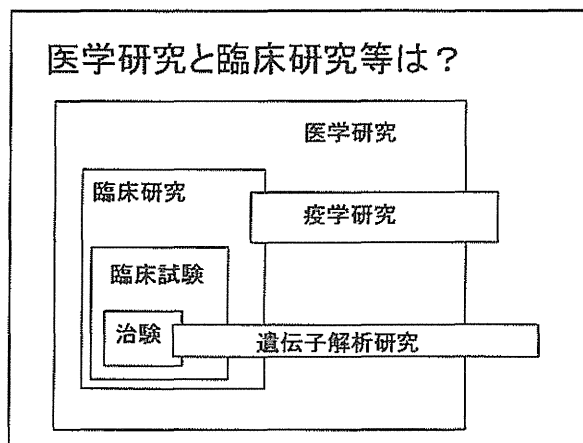 医学研究と臨床研究等は？
医学研究
臨床研究
疫学研究
臨床試験
治験
遺伝子解析研究